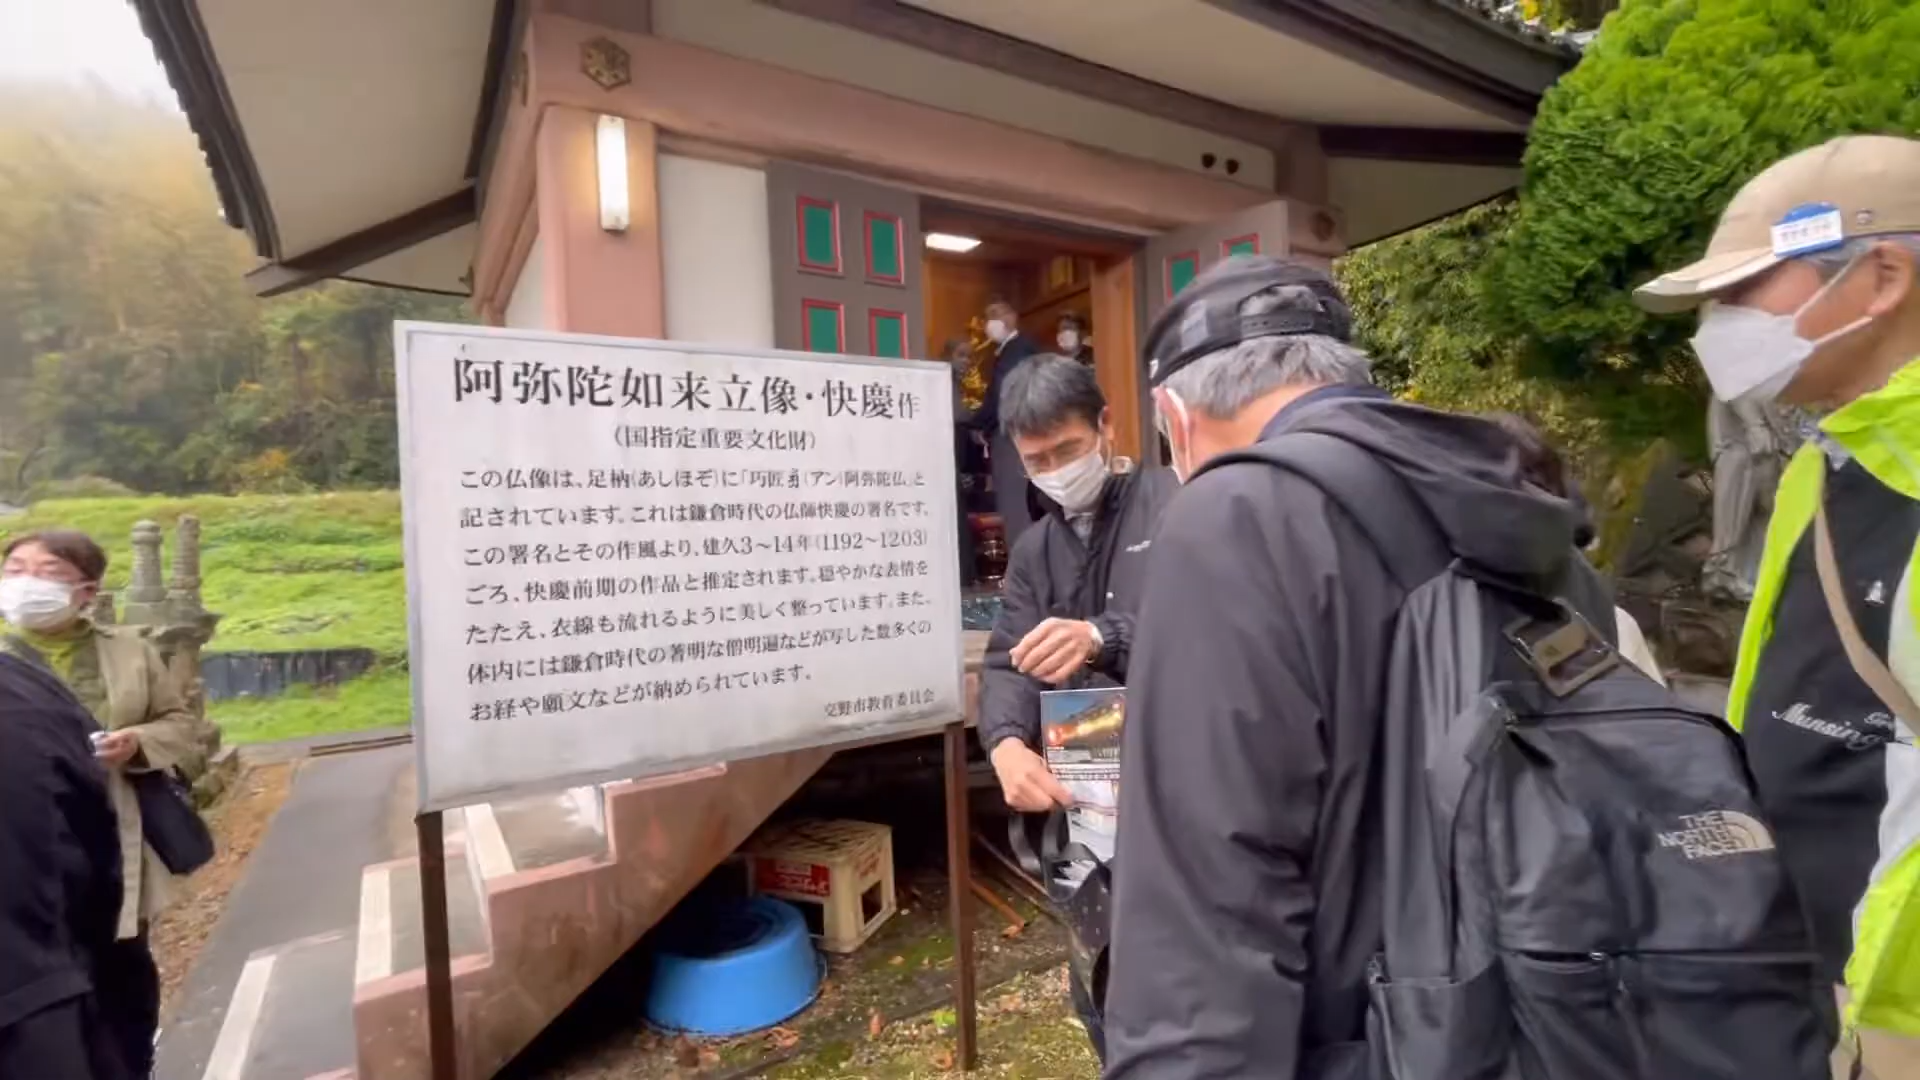 阿弥陀如来立像・快慶作
(国指定重要文化財)
この仏像は、足柄(あしほぞ)に「巧匠 (アン)阿弥陀仏」と
記されています。これは鎌倉時代の仏師快慶の署名です。
この署名とその作風より、建久3〜14年(1192〜1203)
ごろ、快慶前期の作品と推定されます。穏やかな表情を
たたえ、衣線も流れるように美しく整っています。また、
体内には鎌倉時代の著明な僧明遍などが写した数多くの
お経や願文などが納められています。
交野市教育委員会
THE
NORTH
FACE
Munsing